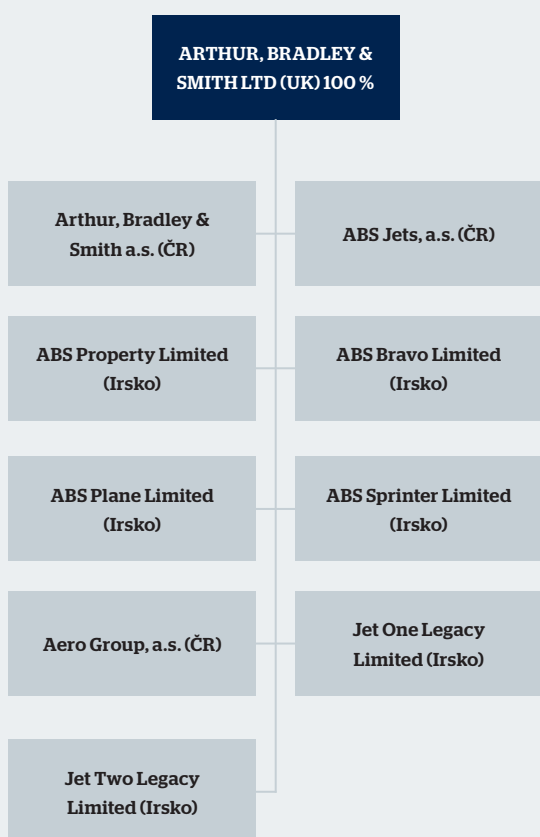 ARTHUR, BRADLEY &
SMITH LTD (UK) 100 %
Arthur, Bradley &
Smith a.s. (ČR)
ABS Jets, a.s. (ČR)
ABS Property Limited
(Irsko)
ABS Bravo Limited
(Irsko)
ABS Plane Limited
(Irsko)
ABS Sprinter Limited
(Irsko)
Aero Group, a.s. (ČR)
Jet One Legacy
Limited (Irsko)
Jet Two Legacy
Limited (Irsko)